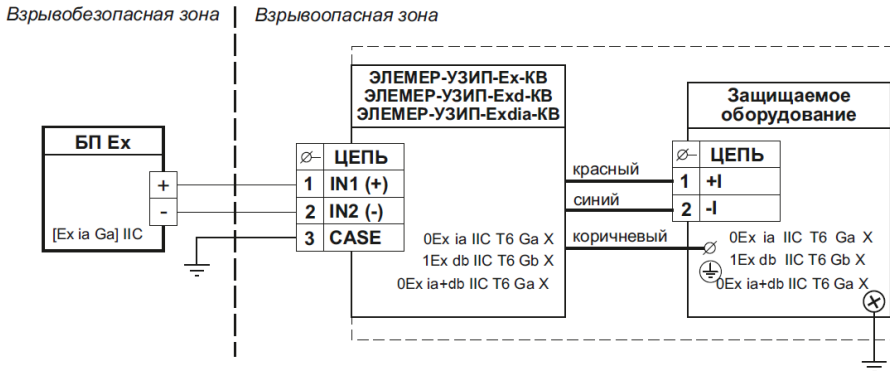 Взрывобезопасная зона
Взрывоопасная зона
ЭЛЕМЕР-УЗИП-Ex-КВ
ЭЛЕМЕР-УЗИП-Exd-КВ
ЭЛЕМЕР-УЗИП-Exdia-КВ
Защищаемое
оборудование
БП Ex
+
-
[Ex ia Ga] IIC
ЦЕПЬ
1 IN1 (+)
2 IN2 (-)
3 CASE
0Ex ia IIC T6 Ga X
1Ex db IIC T6 Gb X
0Ex ia+db IIC T6 Ga X
красный
синий
коричневый
ЦЕПЬ
1 +I
2 -I
0Ex ia IIC T6 Ga X
1Ex db IIC T6 Gb X
0Ex ia+db IIC T6 Ga X